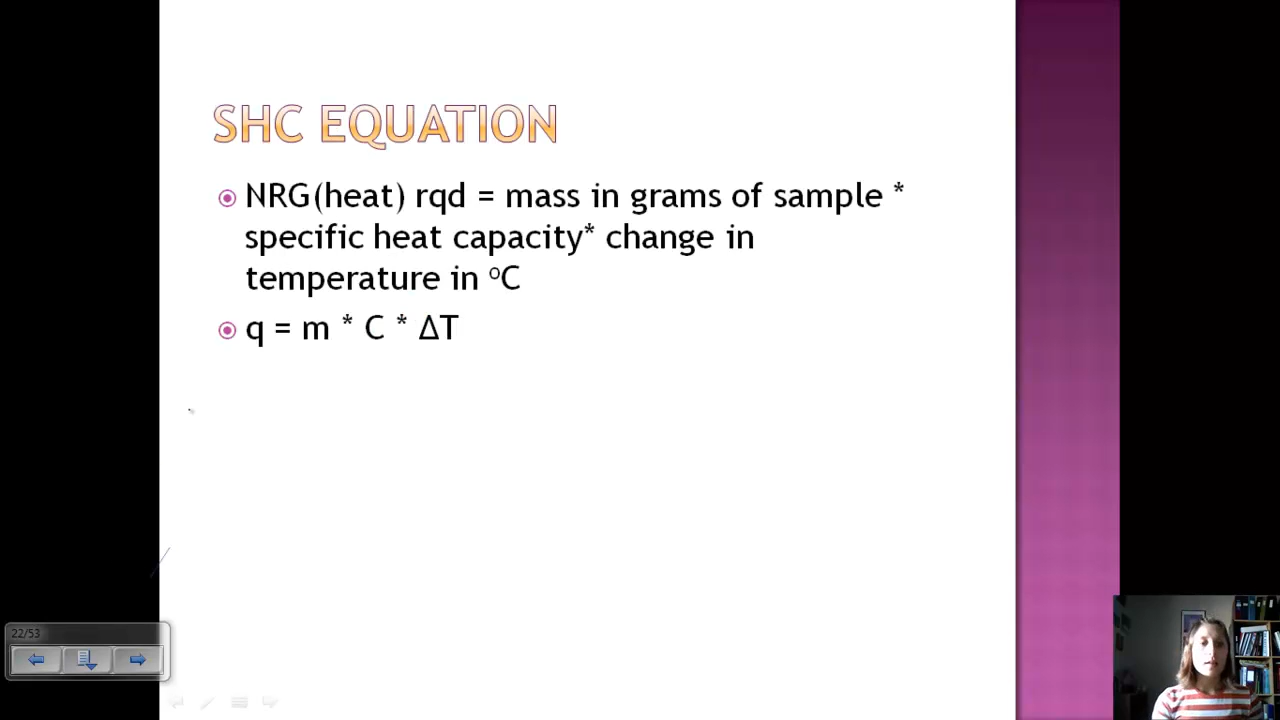 SHC EQUATION
NRG(heat) rqd = mass in grams of sample *
specific heat capacity* change in
temperature in ºC
q = m * C * ΔT
22/53